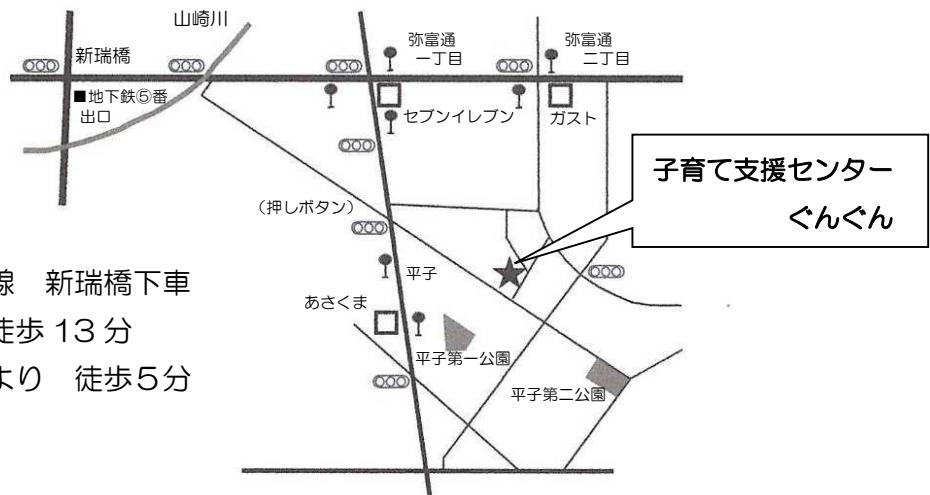 山崎川
新瑞橋
弥富通
一丁目
弥富通
二丁目
■地下鉄⑤番
出口
セブンイレブン
ガスト
子育て支援センター
ぐんぐん
（押しボタン）
線　新瑞橋下車
徒歩 13 分
より　徒歩５分
平子
あさくま
平子第一公園
平子第二公園